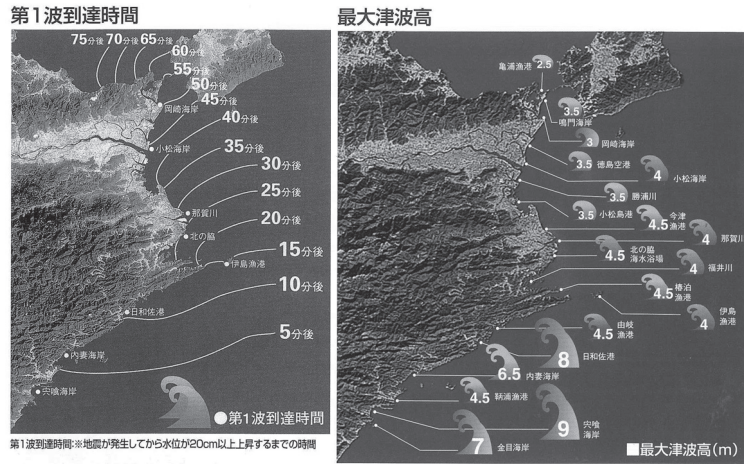 第1波到達時間
75分後 70分後 65分後
60分後
55分後
50分後
45分後
岡崎海岸
40分後
小松海岸
35分後
30分後
25分後
那賀川
20分後
北の脇
15分後
伊島漁港
10分後
日和佐港
5分後
内妻海岸
宍喰海岸
●第1波到達時間
第1波到達時間:※地震が発生してから水位が20cm以上上昇するまでの時間
最大津波高
亀浦漁港 2.5
3.5 鳴門海岸
3 岡崎海岸
3.5 徳島空港
4 小松海岸
3.5 勝浦川
3.5 小松島港
4.5 今津漁港
4 那賀川
4.5 北の脇海水浴場
4 福井川
4.5 椿泊漁港
4 伊島漁港
4.5 由岐漁港
8 日和佐港
6.5 内妻海岸
4.5 鞆浦漁港
9 宍喰海岸
7 金目海岸
■最大津波高(m)